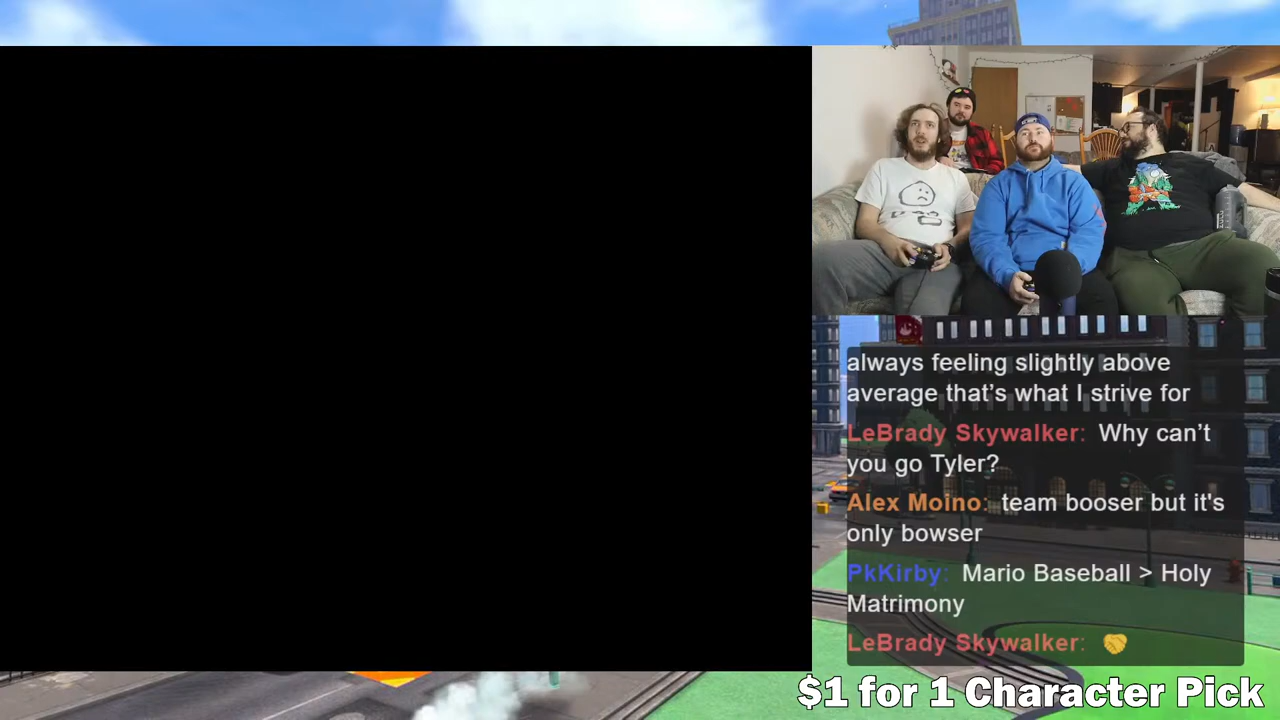 always feeling slightly above
average that's what I strive for
LeBrady Skywalker: Why can't
you go Tyler?
Alex Moino: team booser but it's
only bowser
PkKirby: Mario Baseball > Holy
Matrimony
LeBrady Skywalker:
$1 for 1 Character Pick